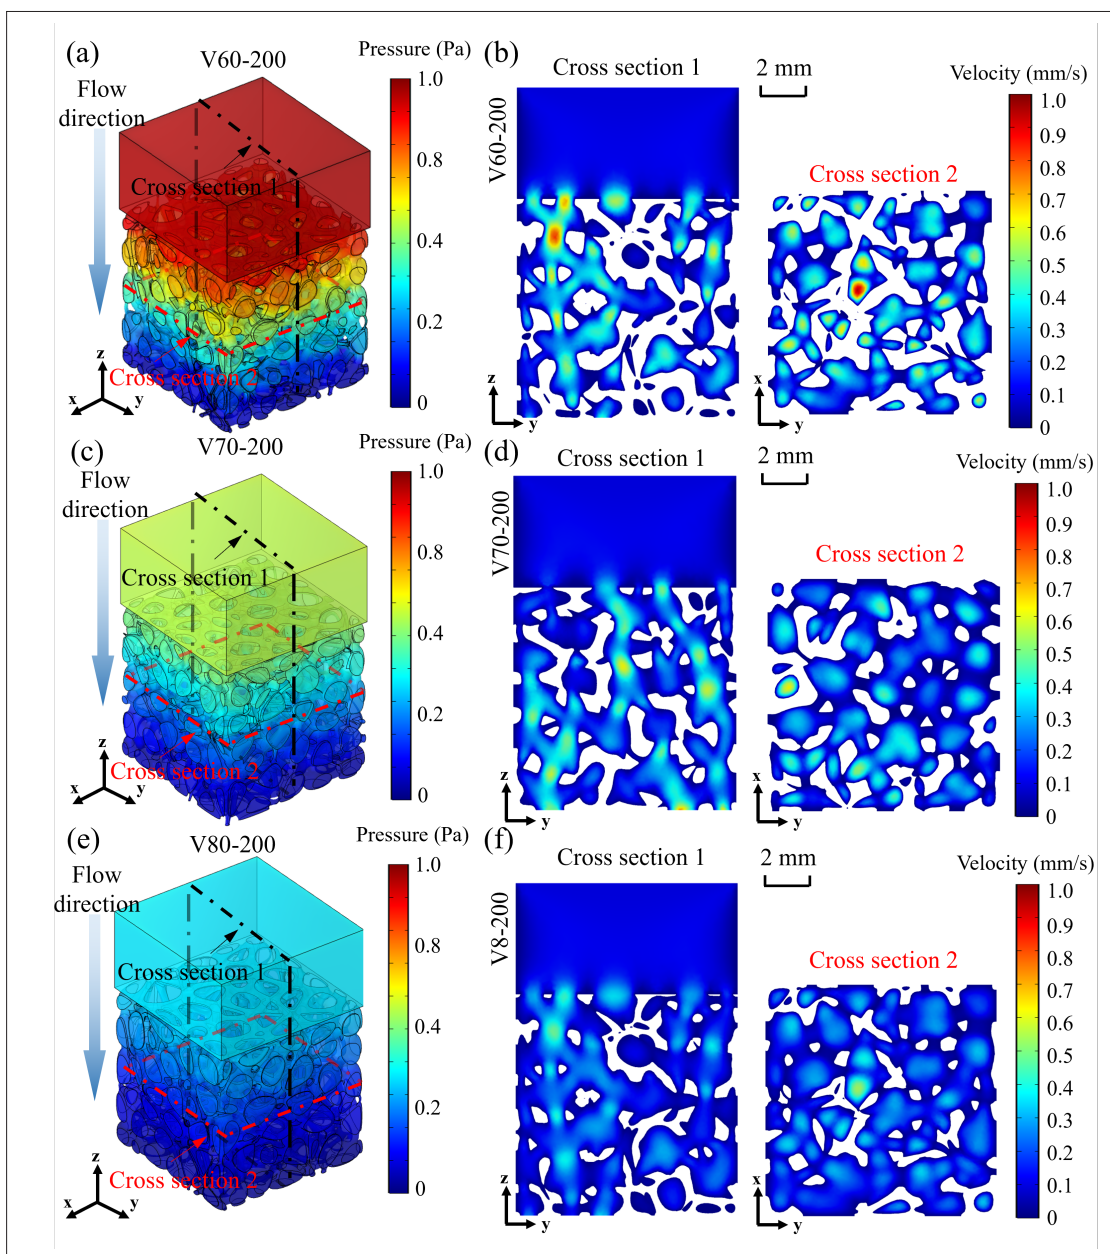 (a)
V60-200
Pressure (Pa)
Flow
direction
1.0
0.8
0.6
0.4
0.2
0
Cross section 1
Cross section 2
z
x
y
(b)
Cross section 1
2 mm
Velocity (mm/s)
V60-200
Cross section 2
1.0
0.9
0.8
0.7
0.6
0.5
0.4
0.3
0.2
0.1
0
z
y
x
y
(c)
V70-200
Pressure (Pa)
Flow
direction
1.0
0.8
0.6
0.4
0.2
0
Cross section 1
Cross section 2
z
x
y
(d)
Cross section 1
2 mm
Velocity (mm/s)
V70-200
Cross section 2
1.0
0.9
0.8
0.7
0.6
0.5
0.4
0.3
0.2
0.1
0
z
y
x
y
(e)
V80-200
Pressure (Pa)
Flow
direction
1.0
0.8
0.6
0.4
0.2
0
Cross section 1
Cross section 2
z
x
y
(f)
Cross section 1
2 mm
Velocity (mm/s)
V8-200
Cross section 2
1.0
0.9
0.8
0.7
0.6
0.5
0.4
0.3
0.2
0.1
0
z
y
x
y